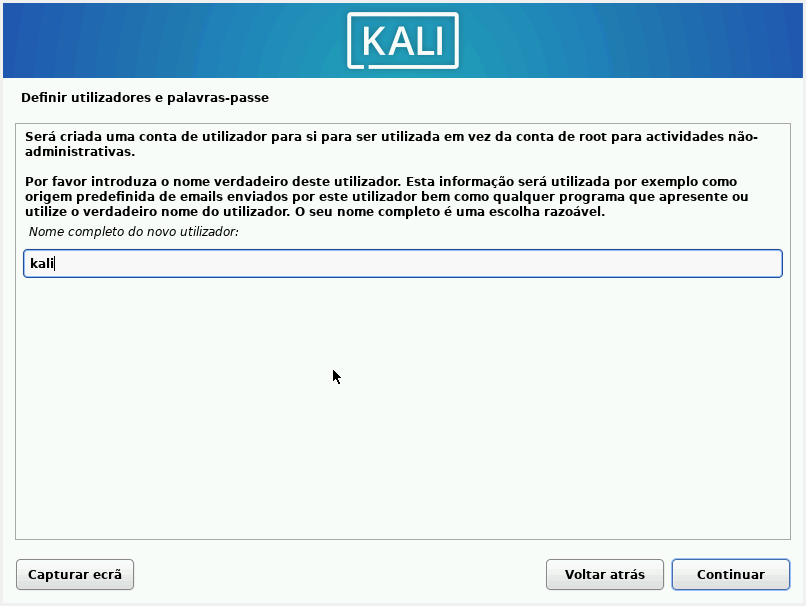 KALI
Definir utilizadores e palavras-passe
Será criada uma conta de utilizador para si para ser utilizada em vez da conta de root para actividades não-
administrativas.
Por favor introduza o nome verdadeiro deste utilizador. Esta informação será utilizada por exemplo como
origem predefinida de emails enviados por este utilizador bem como qualquer programa que apresente ou
utilize o verdadeiro nome do utilizador. O seu nome completo é uma escolha razoável.
Nome completo do novo utilizador:
kali
Capturar ecrã
Voltar atrás
Continuar